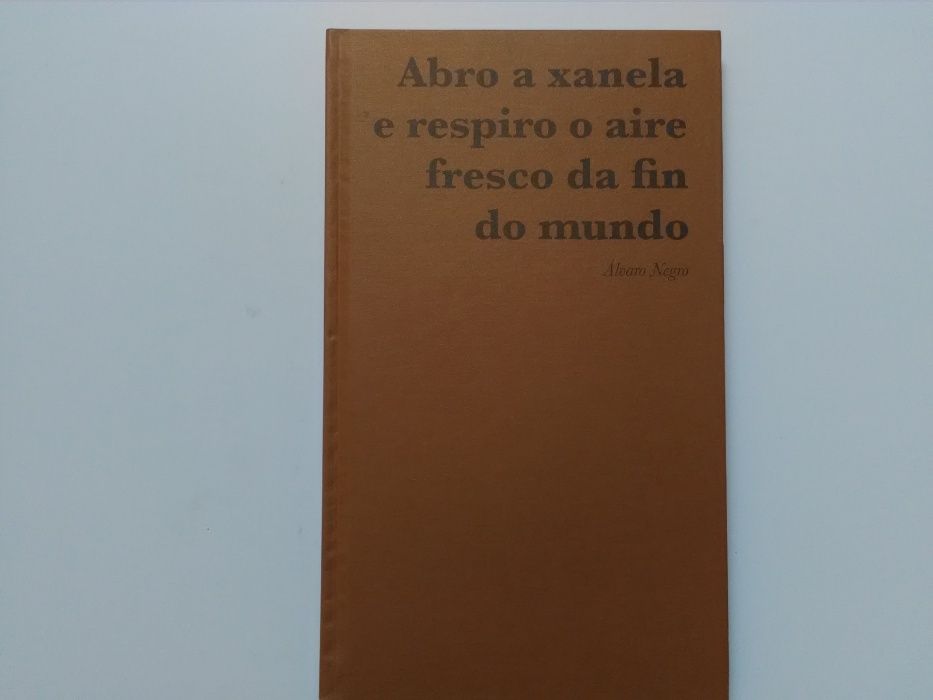 Abro a xanela
e respiro o aire
fresco da fin
do mundo
Álvaro Negro